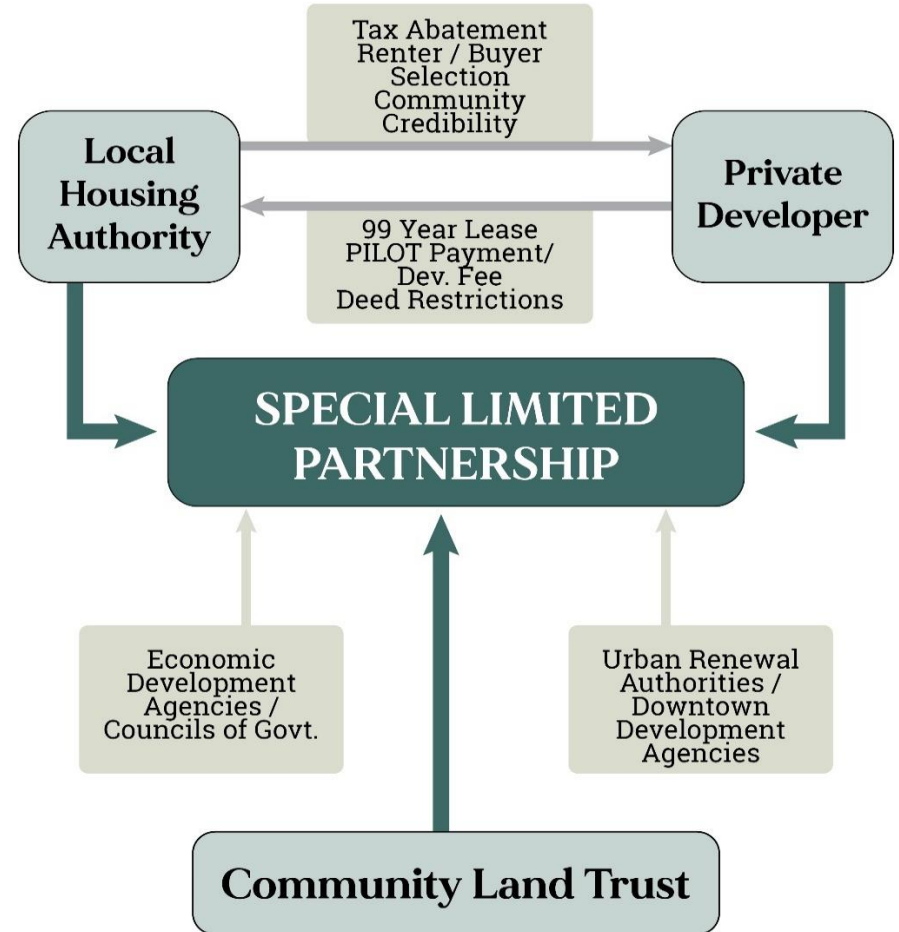 Tax Abatement
Renter / Buyer
Selection
Community
Credibility
Local
Housing
Authority
Private
Developer
99 Year Lease
PILOT Payment/
Dev. Fee
Deed Restrictions
SPECIAL LIMITED
PARTNERSHIP
Economic
Development
Agencies /
Councils of Govt.
Urban Renewal
Authorities /
Downtown
Development
Agencies
Community Land Trust